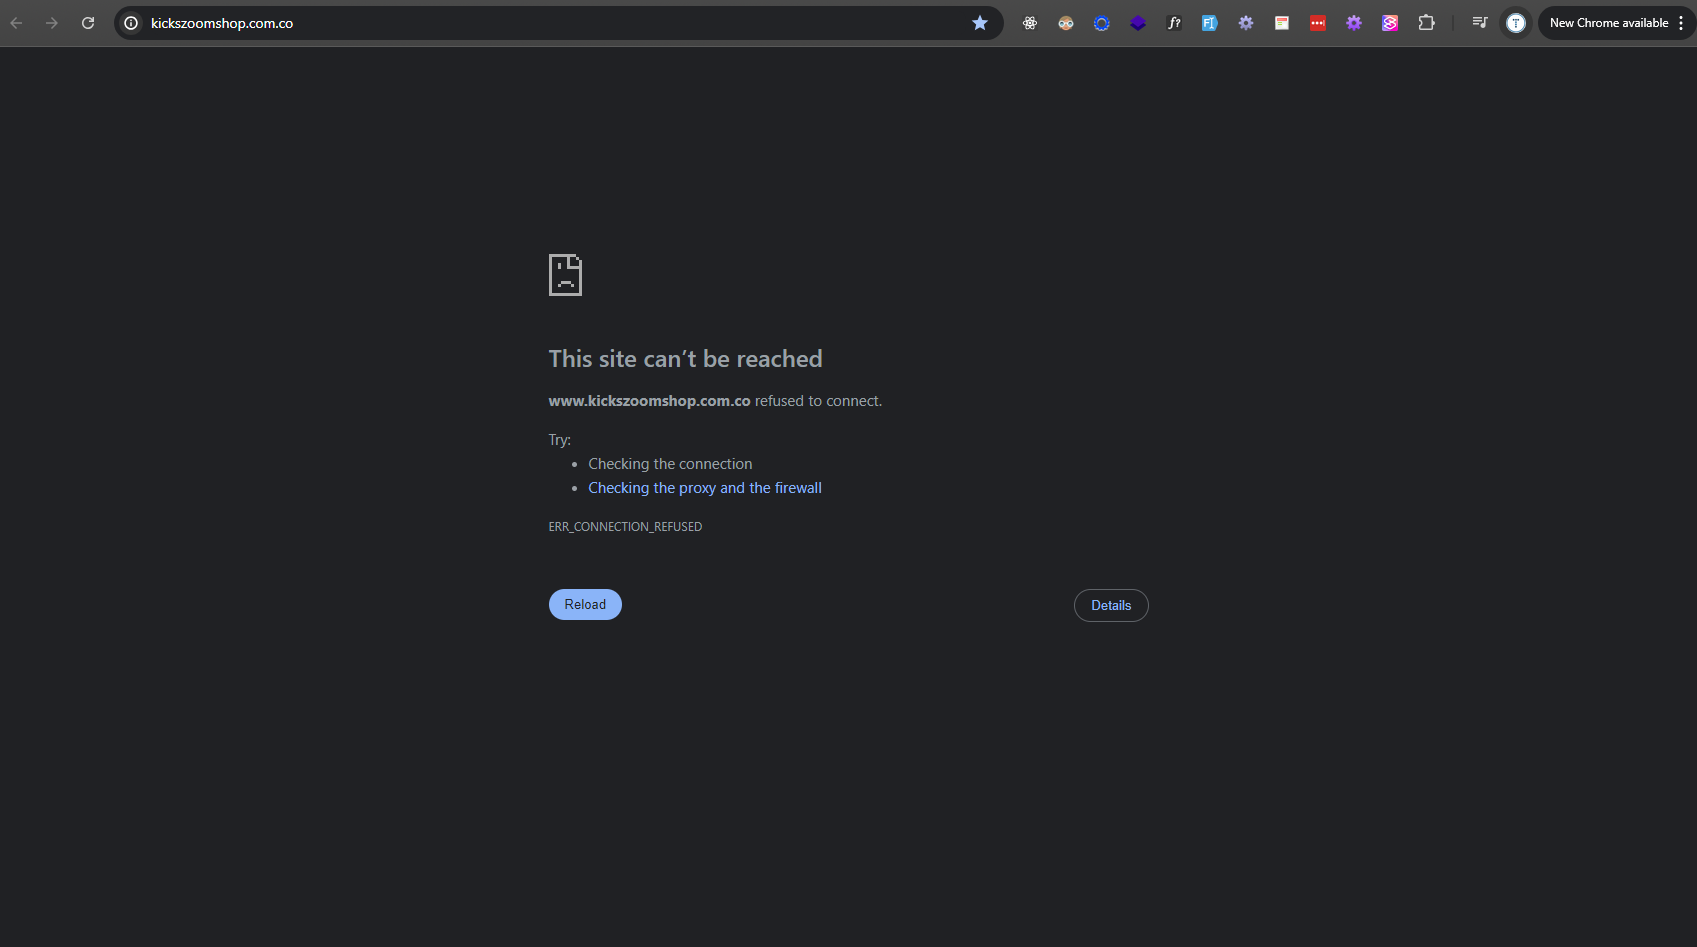 kickszoomshop.com.co
New Chrome available
This site can’t be reached
www.kickszoomshop.com.co refused to connect.
Try:
Checking the connection
Checking the proxy and the firewall
ERR_CONNECTION_REFUSED
Reload
Details